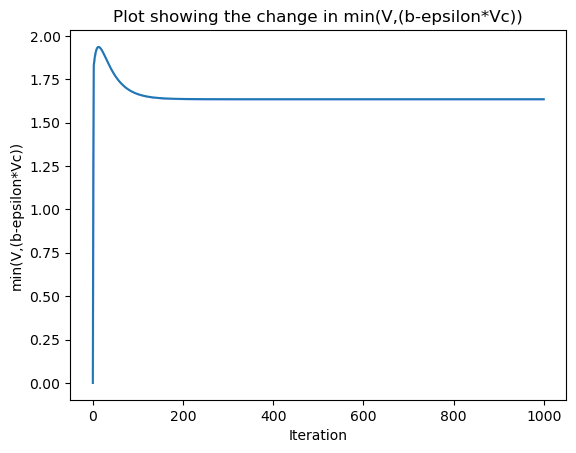 Plot showing the change in min(V,(b-epsilon*Vc))
2.00
1.75
1.50
1.25
1.00
0.75
0.50
0.25
0.00
min(V,(b-epsilon*Vc))
0 200 400 600 800 1000
Iteration